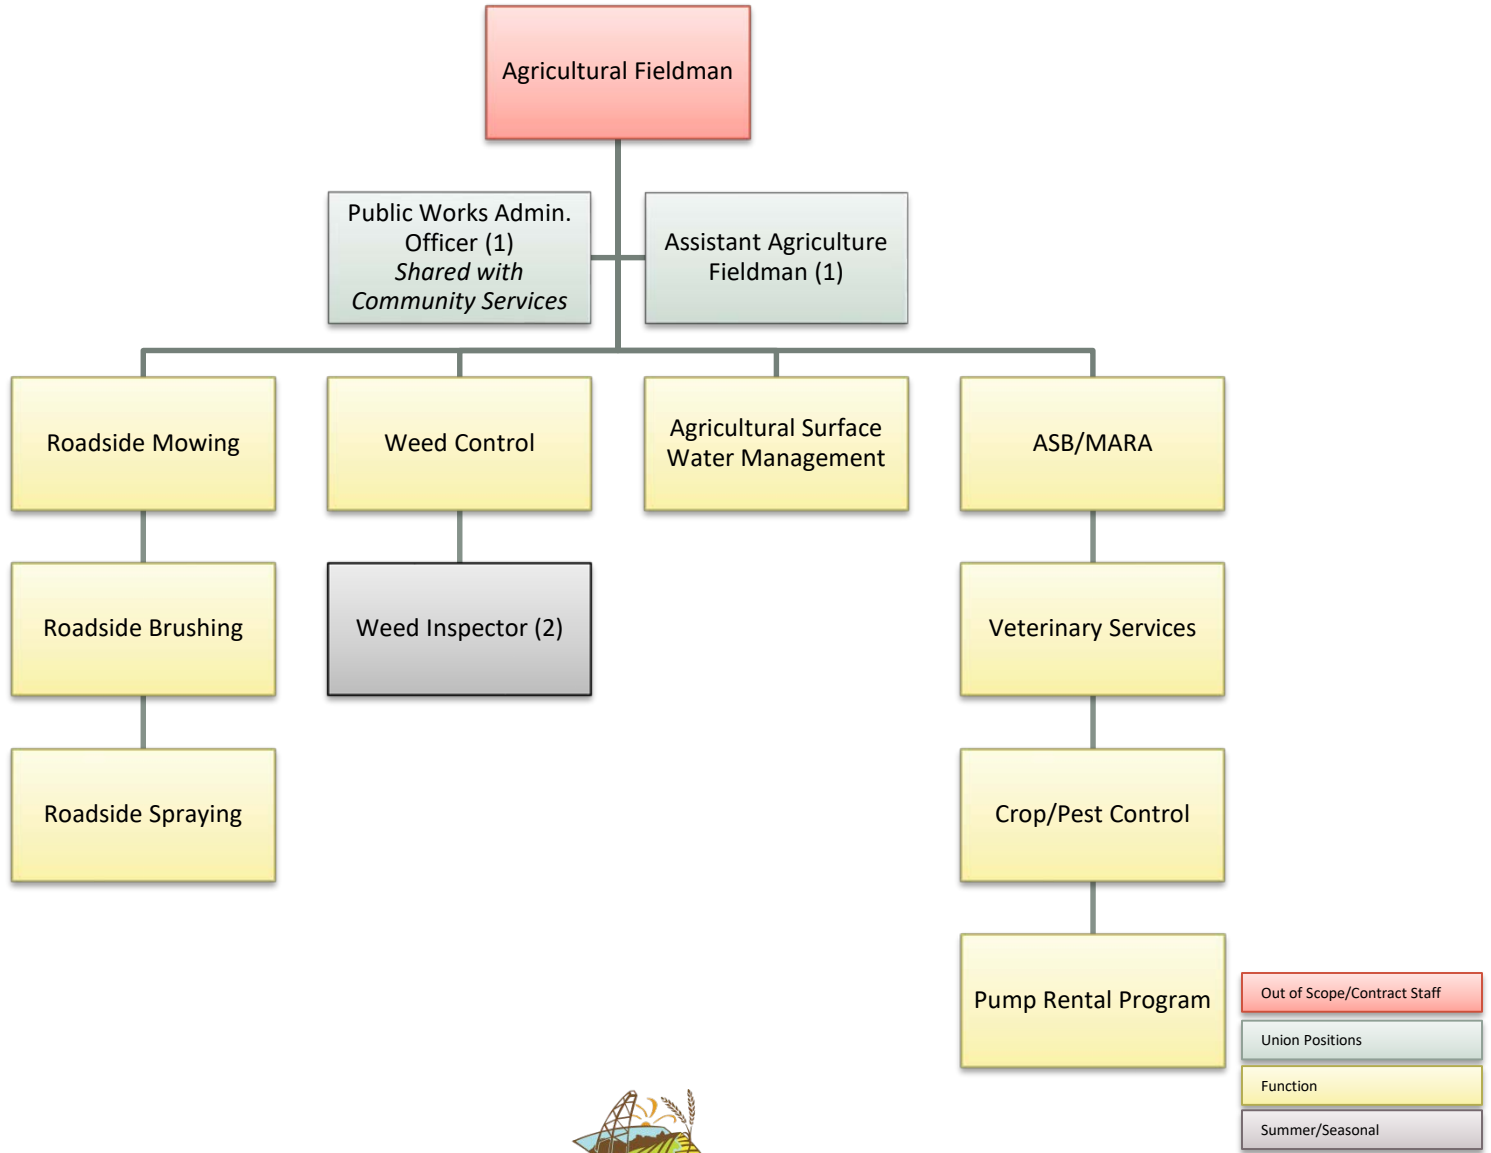 Agricultural Fieldman
Public Works Admin.
Officer (1)
Shared with
Community Services
Assistant Agriculture
Fieldman (1)
Roadside Mowing
Weed Control
Agricultural Surface
Water Management
ASB/MARA
Roadside Brushing
Weed Inspector (2)
Veterinary Services
Roadside Spraying
Crop/Pest Control
Pump Rental Program
Out of Scope/Contract Staff
Union Positions
Function
Summer/Seasonal